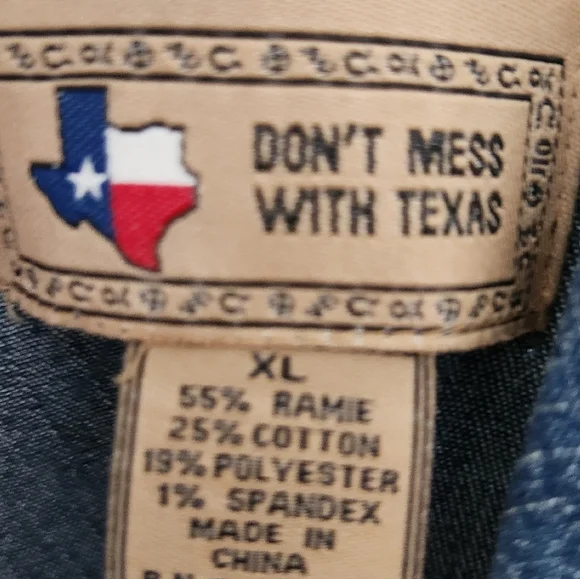 DON'T MESS
WITH TEXAS
XL
55% RAMIE
25% COTTON
19% POLYESTER
1% SPANDEX
MADE IN
CHINA